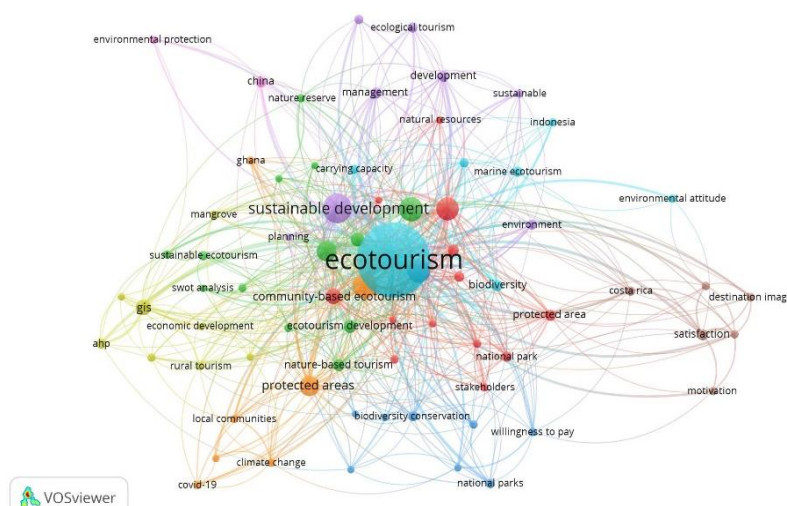 ecological tourism
environmental protection
development
china
management
sustainable
nature reserve
natural resources
indonesia
ghana
carrying capacity
marine ecotourism
environmental attitude
sustainable development
mangrove
environment
planning
sustainable ecotourism
ecotourism
biodiversity
swot analysis
costa rica
community-based ecotourism
destination imag
gis
protected area
economic development
ecotourism development
satisfaction
ahp
national park
rural tourism
nature-based tourism
protected areas
stakeholders
motivation
local communities
biodiversity conservation
willingness to pay
climate change
covid-19
national parks
VOSviewer